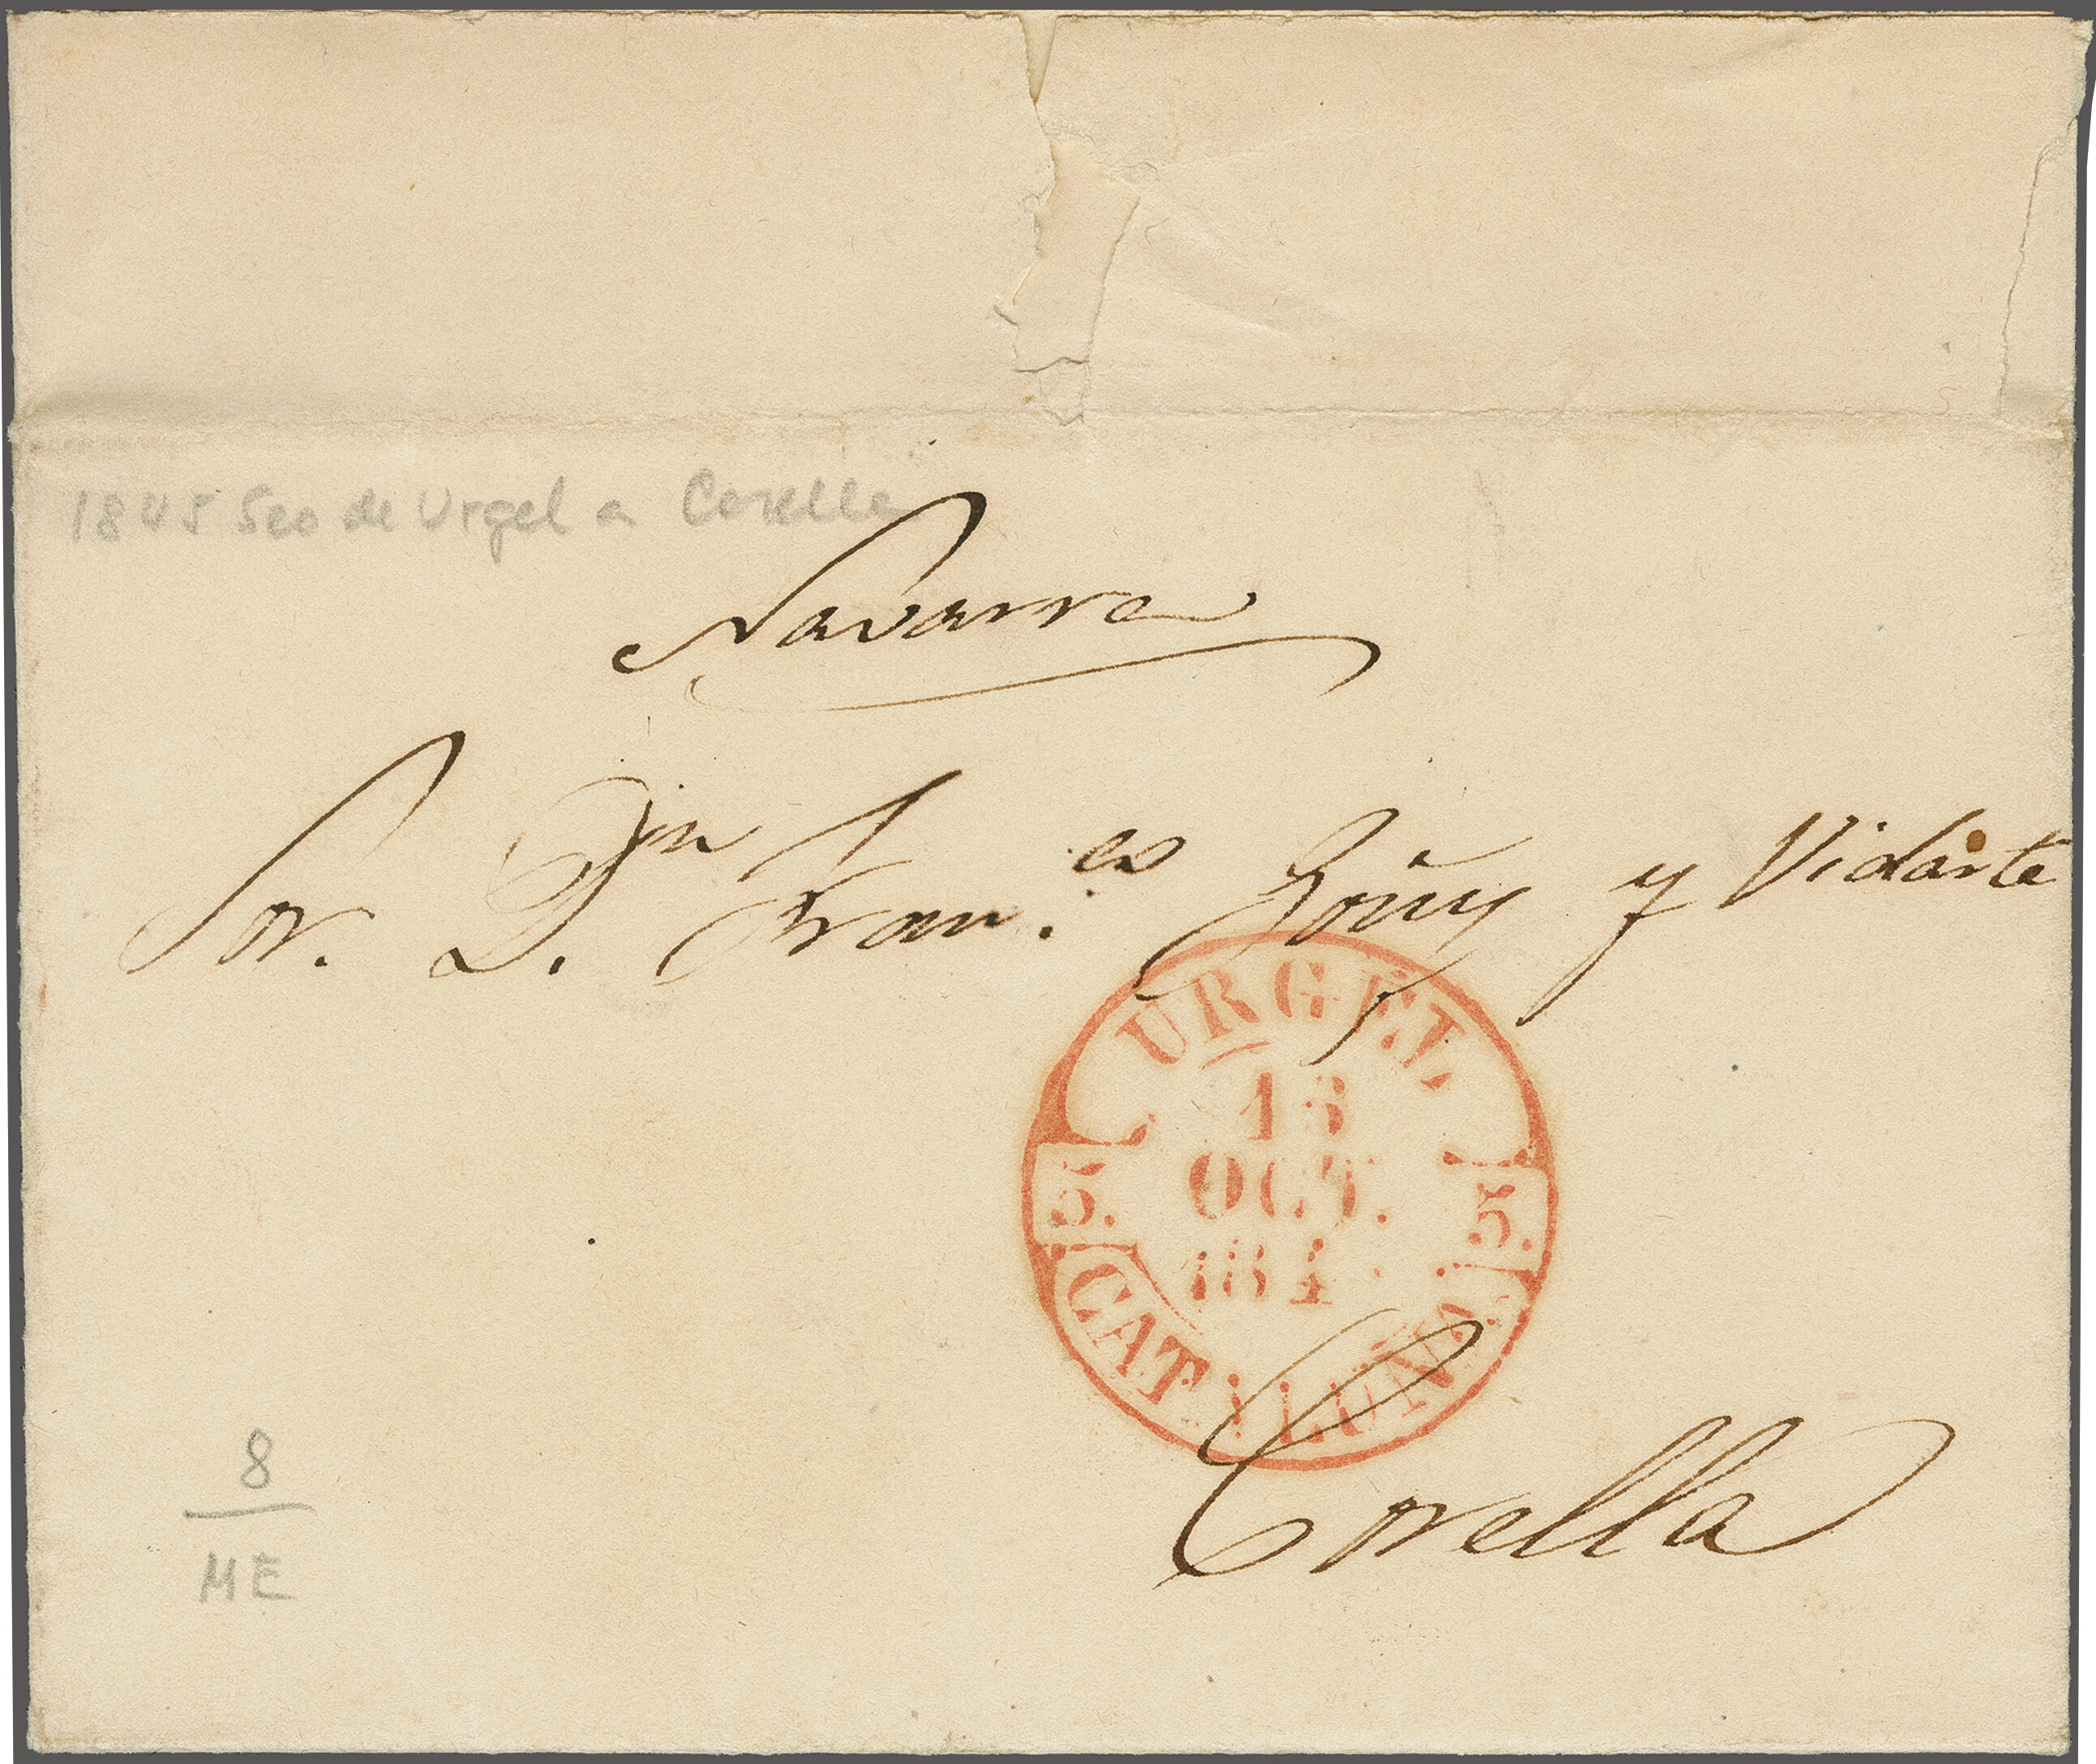 1845 Seo de Urgel a Corella
Navarra
Sor. D.n Fran.co Goñy y Vidarte
URGEL
13
OCT.
184
5. 5.
CATALUÑA
Corella
8
ME